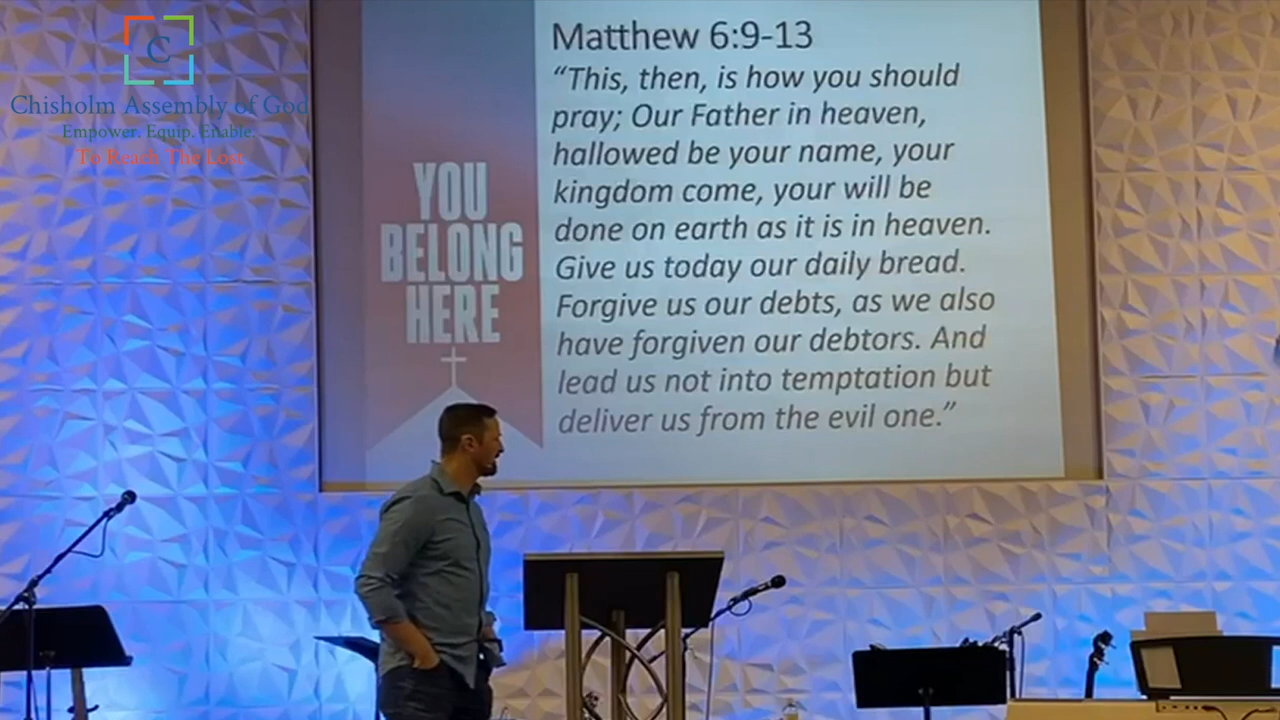 C
Chisholm Assembly of God
Empower. Equip. Enable.
To Reach The Lost
YOU
BELONG
HERE
Matthew 6:9-13
“This, then, is how you should
pray; Our Father in heaven,
hallowed be your name, your
kingdom come, your will be
done on earth as it is in heaven.
Give us today our daily bread.
Forgive us our debts, as we also
have forgiven our debtors. And
lead us not into temptation but
deliver us from the evil one.”